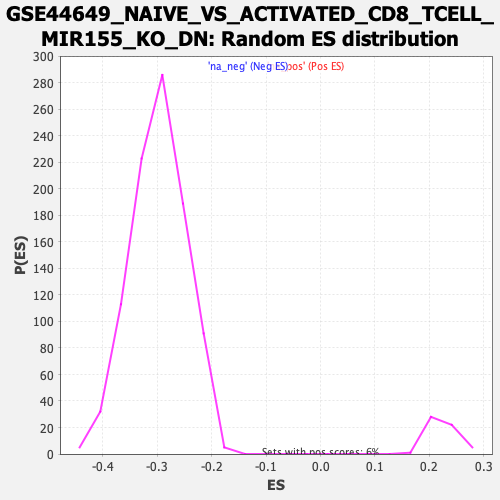 GSE44649_NAIVE_VS_ACTIVATED_CD8_TCELL_
MIR155_KO_DN: Random ES distribution
'na_neg' (Neg ES) pos' (Pos ES)
300
280
260
240
220
200
180
160
140
120
100
80
60
40
20
0
P(ES)
Sets with pos scores: 6%
-0.4 -0.3 -0.2 -0.1 0.0 0.1 0.2 0.3
ES